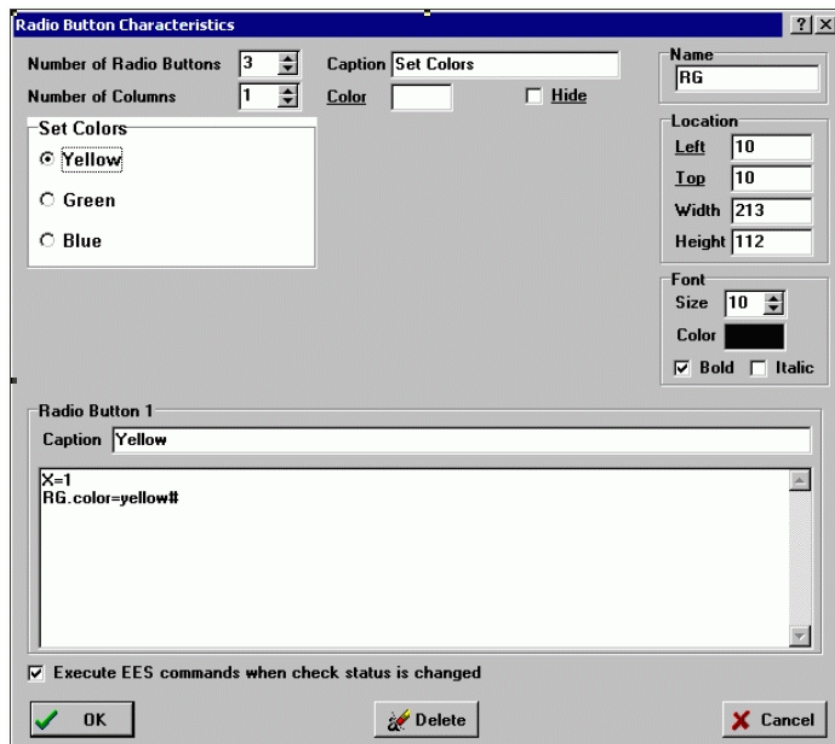 Radio Button Characteristics
Number of Radio Buttons 3 Caption Set Colors
Number of Columns 1 Color Hide
Name
RG
Set Colors
Yellow
Green
Blue
Location
Left 10
Top 10
Width 213
Height 112
Font
Size 10
Color
Bold Italic
Radio Button 1
Caption Yellow
X=1
RG.color=yellow#
Execute EES commands when check status is changed
OK Delete Cancel